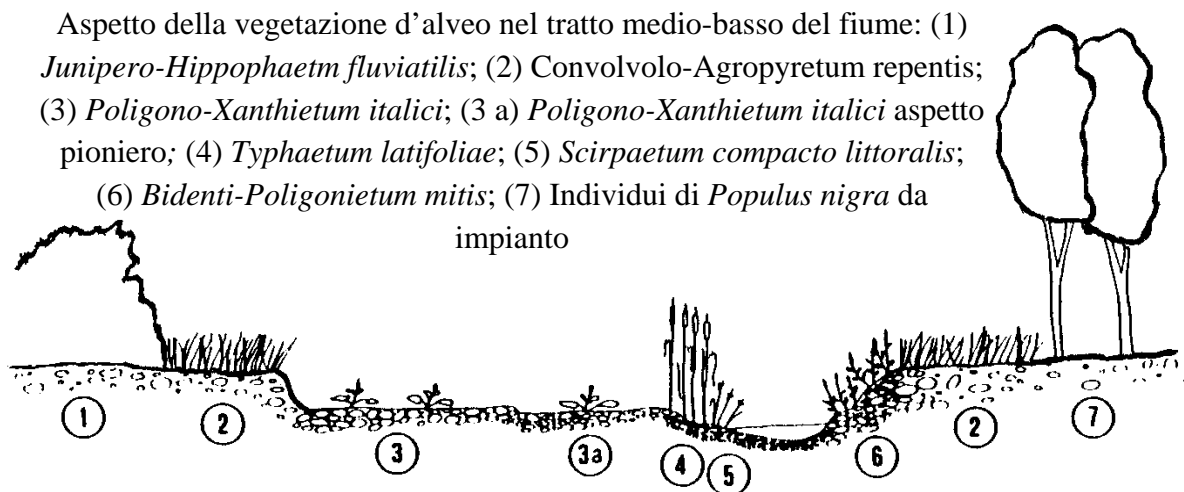 Aspetto della vegetazione d'alveo nel tratto medio-basso del fiume: (1)
Junipero-Hippophaetm fluviatilis; (2) Convolvolo-Agropyretum repentis;
(3) Poligono-Xanthietum italici; (3 a) Poligono-Xanthietum italici aspetto
pioniero; (4) Typhaetum latifoliae; (5) Scirpaetum compacto littoralis;
(6) Bidenti-Poligonietum mitis; (7) Individui di Populus nigra da
impianto
1 2 3 3a 4 5 6 2 7